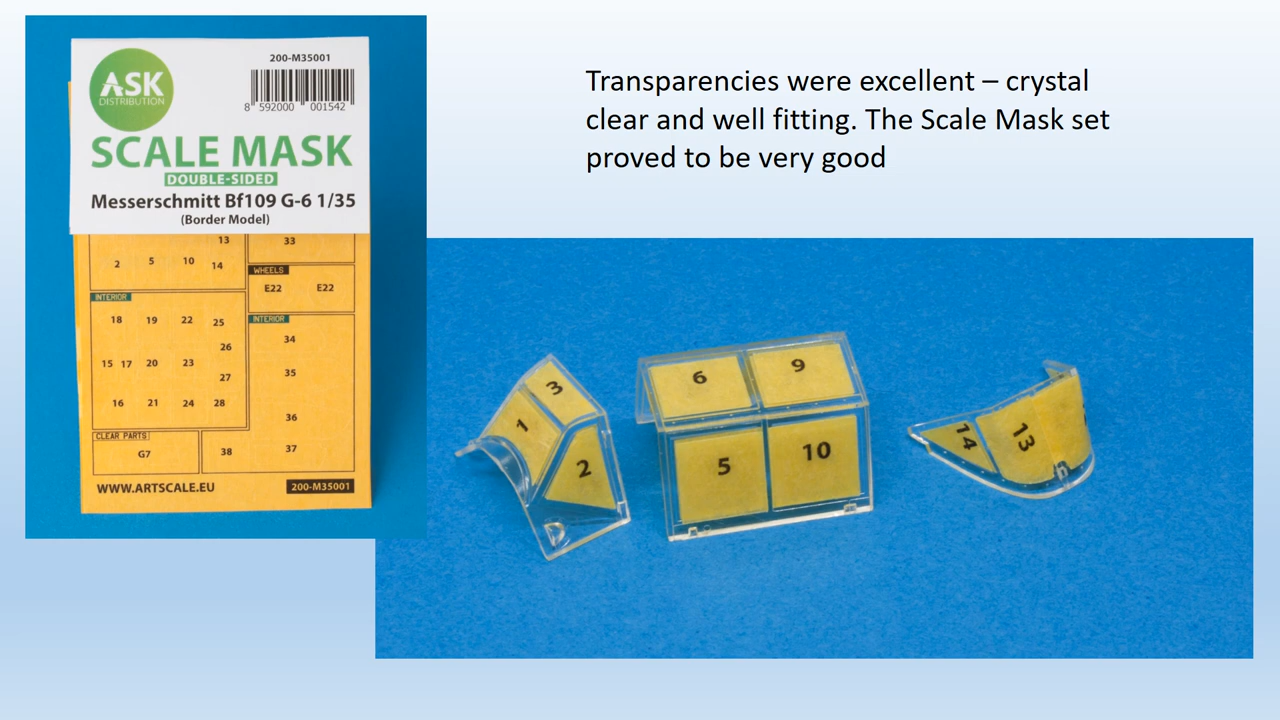 ASK
DISTRIBUTION
200-M35001
8 592000 001542
SCALE MASK
DOUBLE-SIDED
Messerschmitt Bf109 G-6 1/35
(Border Model)
13
2 5 10 14
33
WHEELS
E22 E22
INTERIOR
18 19 22 25
26
15 17 20 23
27
16 21 24 28
INTERIOR
34
35
36
37
CLEAR PARTS
G7
38
WWW.ARTSCALE.EU
200-M35001
Transparencies were excellent – crystal
clear and well fitting. The Scale Mask set
proved to be very good
3
1
2
6 9
5 10
14 13